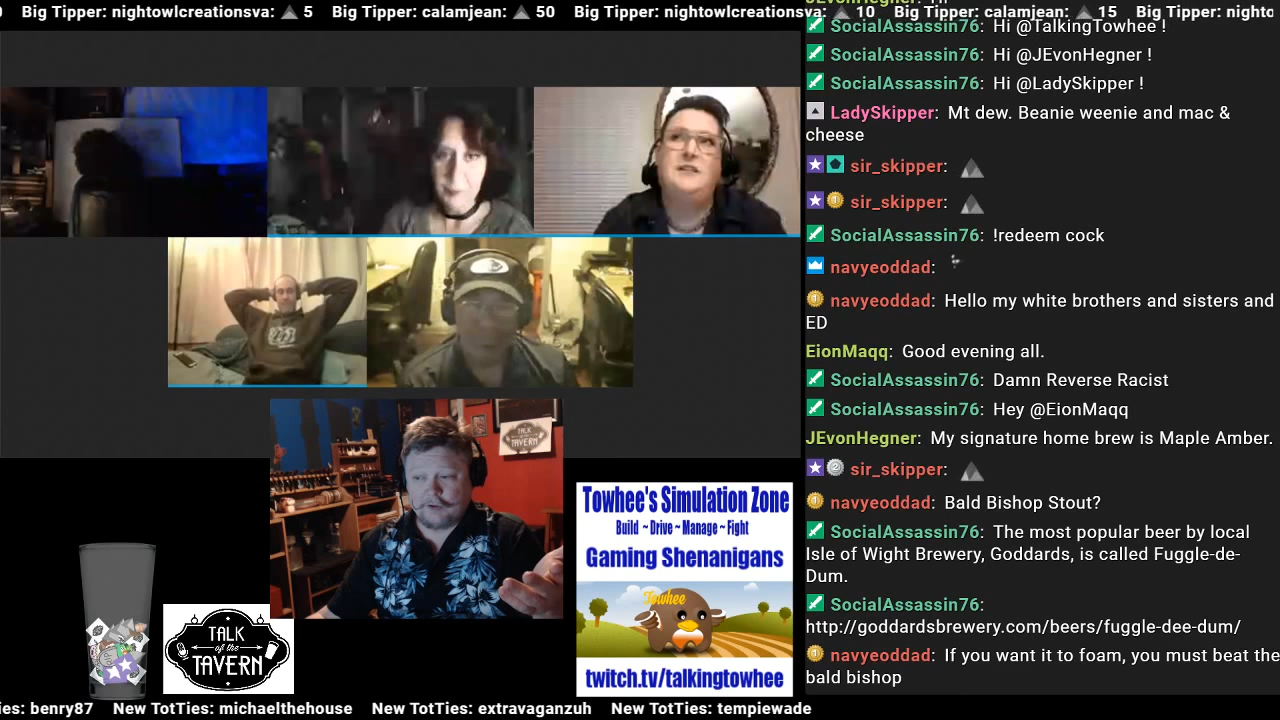 Big Tipper: nightowlcreationsva: 5 Big Tipper: calamjean: 50 Big Tipper: nightowlcreationsva: 10 Big Tipper: calamjean: 15 Big Tipper:
SocialAssassin76: Hi @TalkingTowhee !
SocialAssassin76: Hi @JEvonHegner !
SocialAssassin76: Hi @LadySkipper !
LadySkipper: Mt dew. Beanie weenie and mac &
cheese
sir_skipper:
sir_skipper:
SocialAssassin76: !redeem cock
navyeoddad:
navyeoddad: Hello my white brothers and sisters and
ED
EionMaqq: Good evening all.
SocialAssassin76: Damn Reverse Racist
SocialAssassin76: Hey @EionMaqq
JEvonHegner: My signature home brew is Maple Amber.
sir_skipper:
navyeoddad: Bald Bishop Stout?
SocialAssassin76: The most popular beer by local
Isle of Wight Brewery, Goddards, is called Fuggle-de-
Dum.
SocialAssassin76:
http://goddardsbrewery.com/beers/fuggle-dee-dum/
navyeoddad: If you want it to foam, you must beat the
bald bishop
TALK
of the
TAVERN
TALK
of the
TAVERN
Towhee's Simulation Zone
Build ~ Drive ~ Manage ~ Fight
Gaming Shenanigans
Towhee
twitch.tv/talkingtowhee
ies: benry87 New TotTies: michaelthehouse New TotTies: extravaganzuh New TotTies: tempiewade